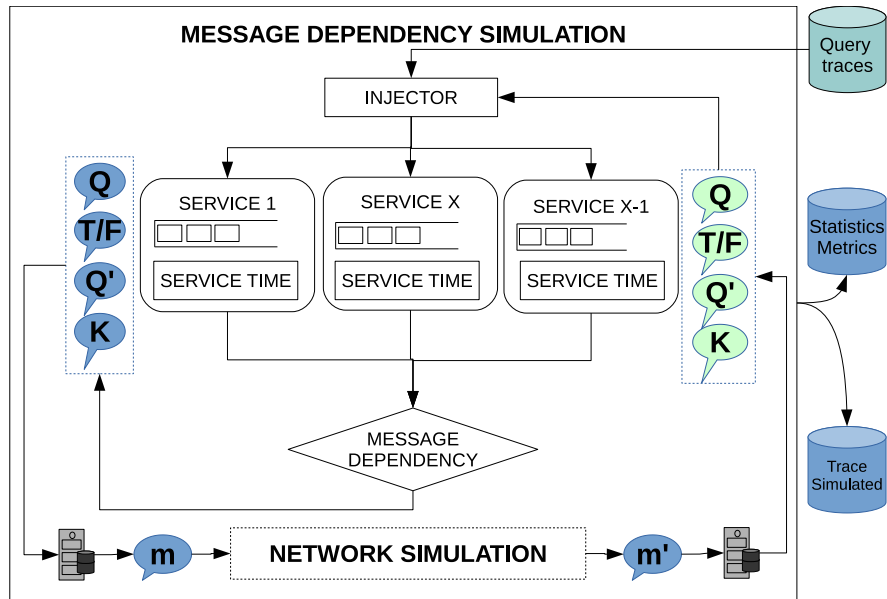 MESSAGE DEPENDENCY SIMULATION
Query
traces
INJECTOR
Q
T/F
Q'
K
SERVICE 1
SERVICE TIME
SERVICE X
SERVICE TIME
SERVICE X-1
SERVICE TIME
Q
T/F
Q'
K
Statistics
Metrics
MESSAGE
DEPENDENCY
Trace
Simulated
m
NETWORK SIMULATION
m'